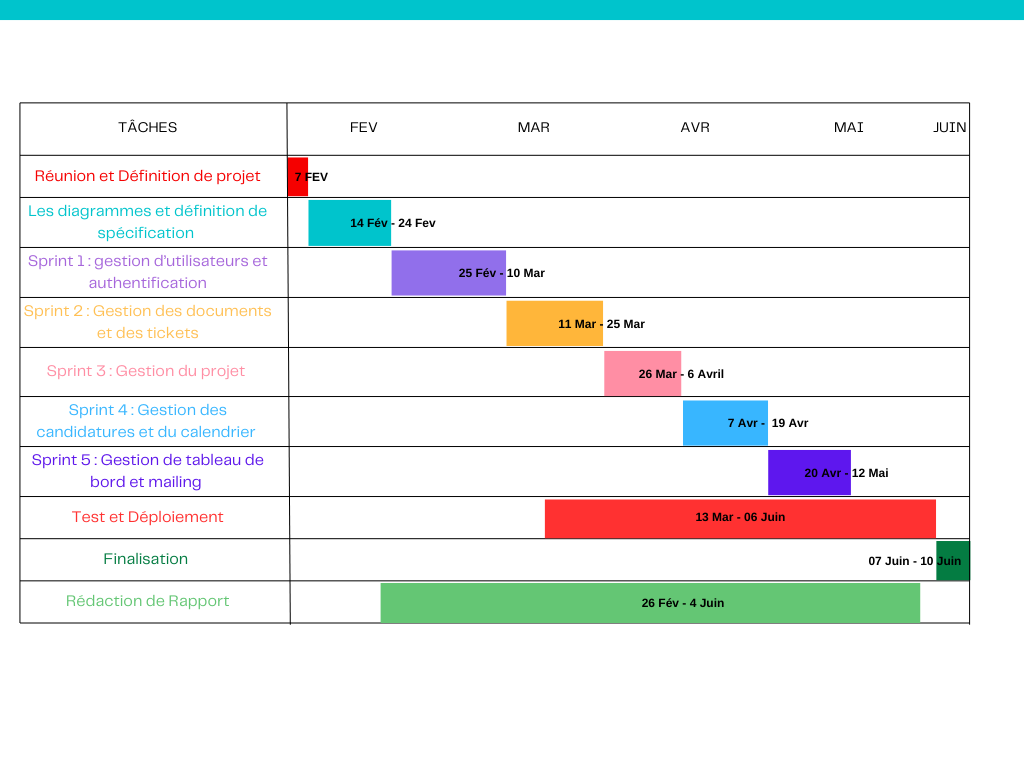 TÂCHES
FEV
MAR
AVR
MAI
JUIN
Réunion et Définition de projet
7 FEV
Les diagrammes et définition de
spécification
14 Fév - 24 Fev
Sprint 1 : gestion d'utilisateurs et
authentification
25 Fév - 10 Mar
Sprint 2 : Gestion des documents
et des tickets
11 Mar - 25 Mar
Sprint 3 : Gestion du projet
26 Mar - 6 Avril
Sprint 4 : Gestion des
candidatures et du calendrier
7 Avr - 19 Avr
Sprint 5 : Gestion de tableau de
bord et mailing
20 Avr - 12 Mai
Test et Déploiement
13 Mar - 06 Juin
Finalisation
07 Juin - 10 Juin
Rédaction de Rapport
26 Fév - 4 Juin